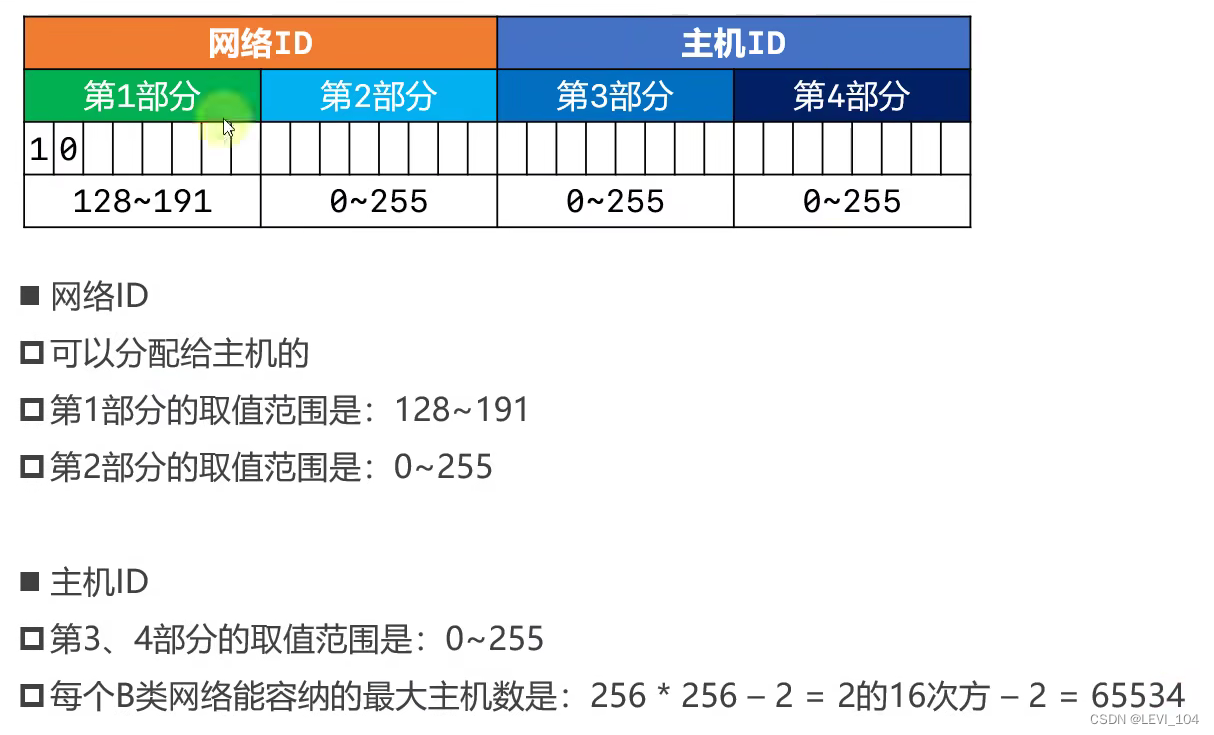 网络ID 主机ID
第1部分 第2部分 第3部分 第4部分
1 0
128~191 0~255 0~255 0~255
网络ID
可以分配给主机的
第1部分的取值范围是：128~191
第2部分的取值范围是：0~255
主机ID
第3、4部分的取值范围是：0~255
每个B类网络能容纳的最大主机数是：256 * 256 – 2 = 2的16次方 – 2 = 65534
CSDN @LEVI_104